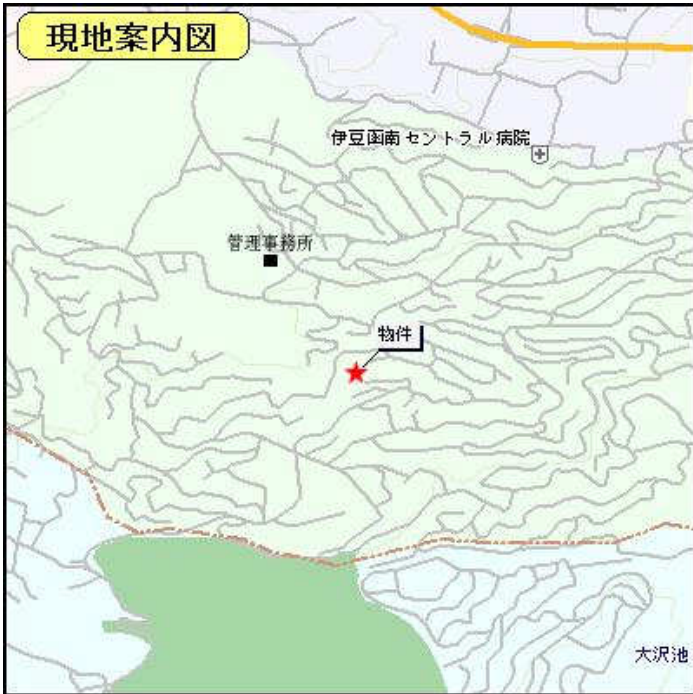 現地案内図
伊豆函南セントラル病院
管理事務所
物件
大沢池